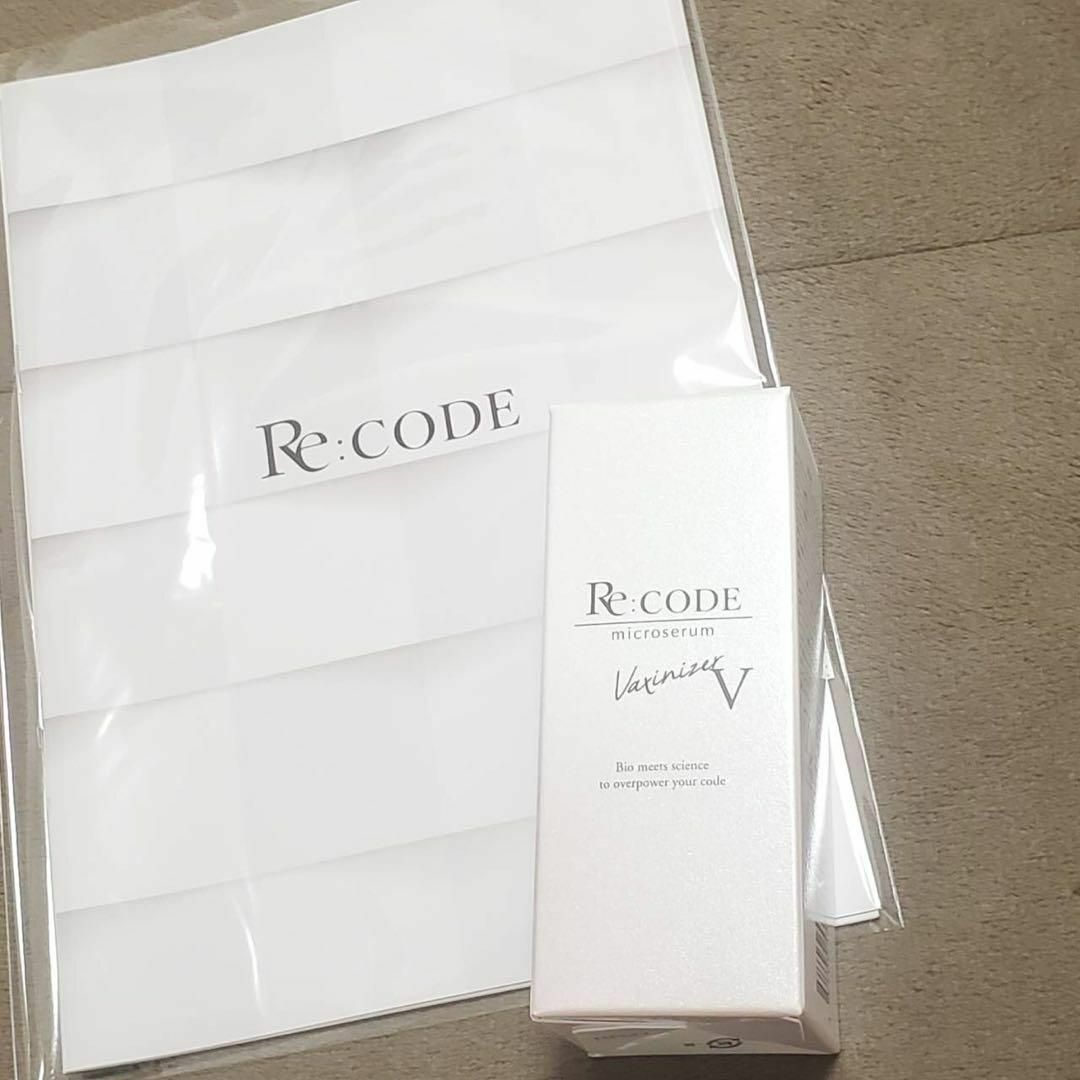 Re:CODE
Re:CODE
microserum
Vaxinizer
V
Bio meets science
to overpower your code